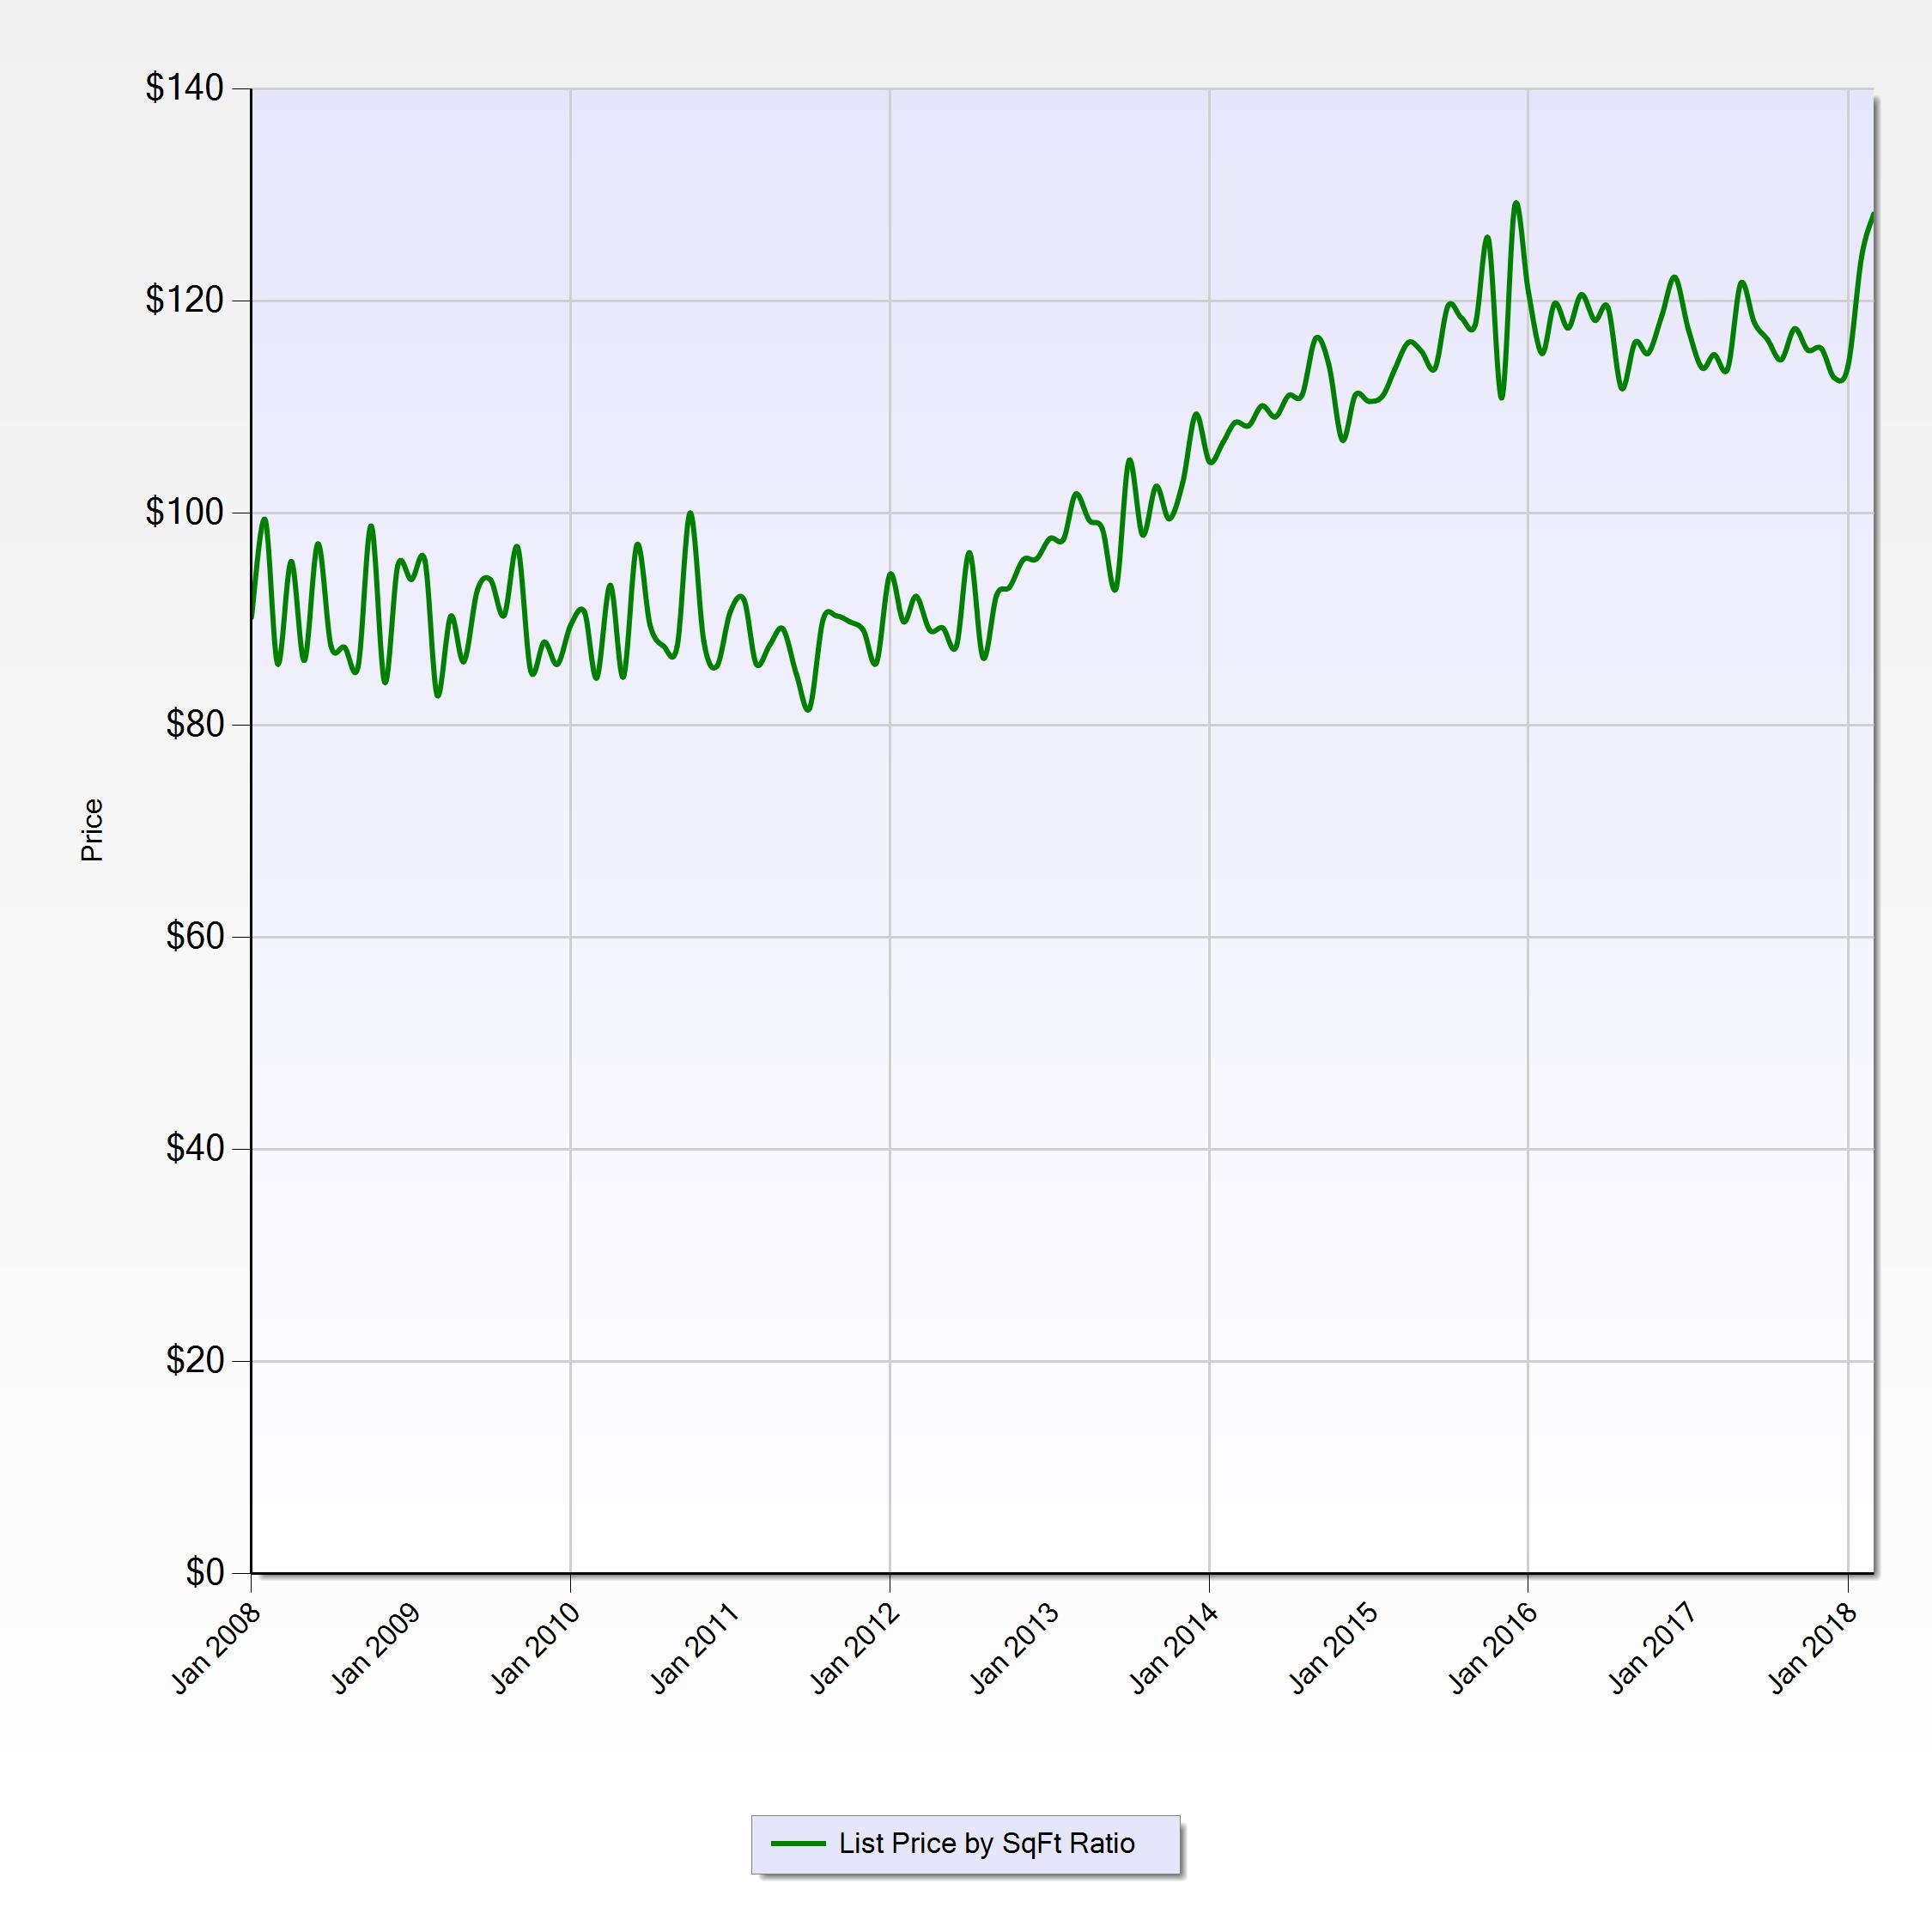 $140
$120
$100
$80
$60
$40
$20
$0
Price
Jan 2008
Jan 2009
Jan 2010
Jan 2011
Jan 2012
Jan 2013
Jan 2014
Jan 2015
Jan 2016
Jan 2017
Jan 2018
List Price by SqFt Ratio